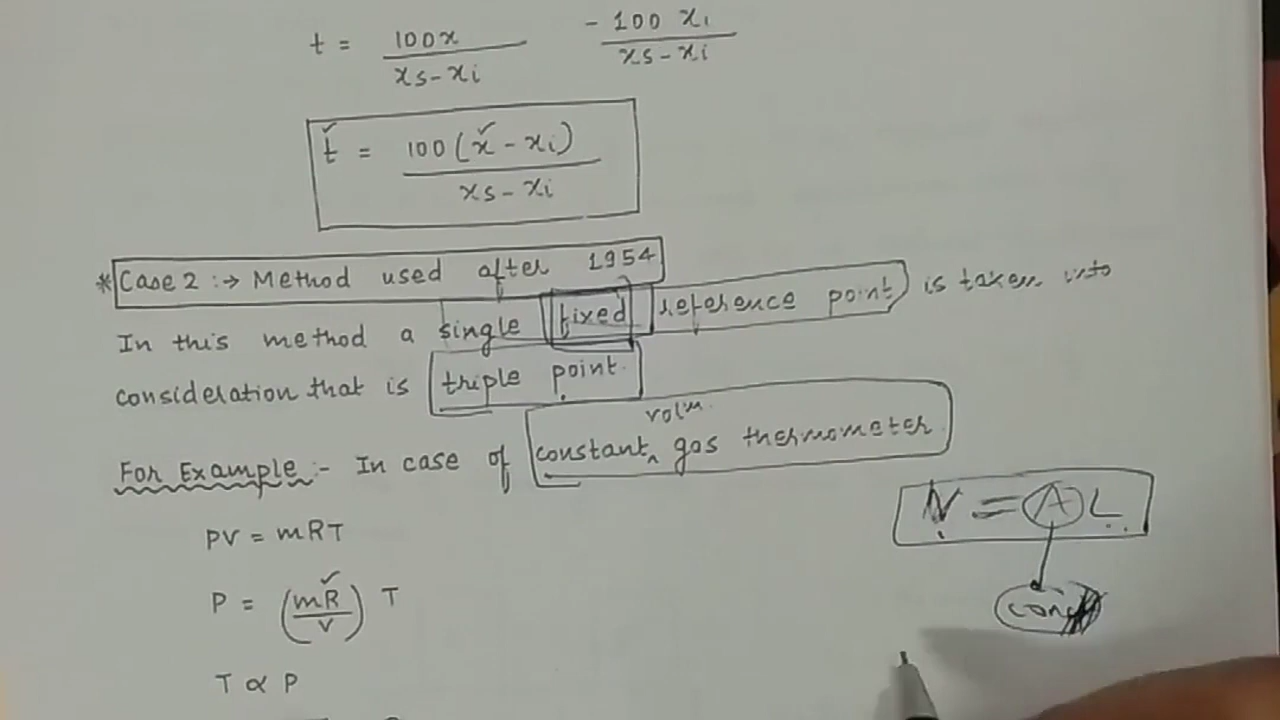 t = 100x / xs - xi - 100 xi / xs - xi
t = 100 (x - xi) / xs - xi
* Case 2 :→ Method used after 1954
In this method a single fixed reference point is taken into
consideration that is triple point.
For Example :- In case of constant volm. gas thermometer
PV = mRT
P = (mR / V) T
T ∝ P
V = A L